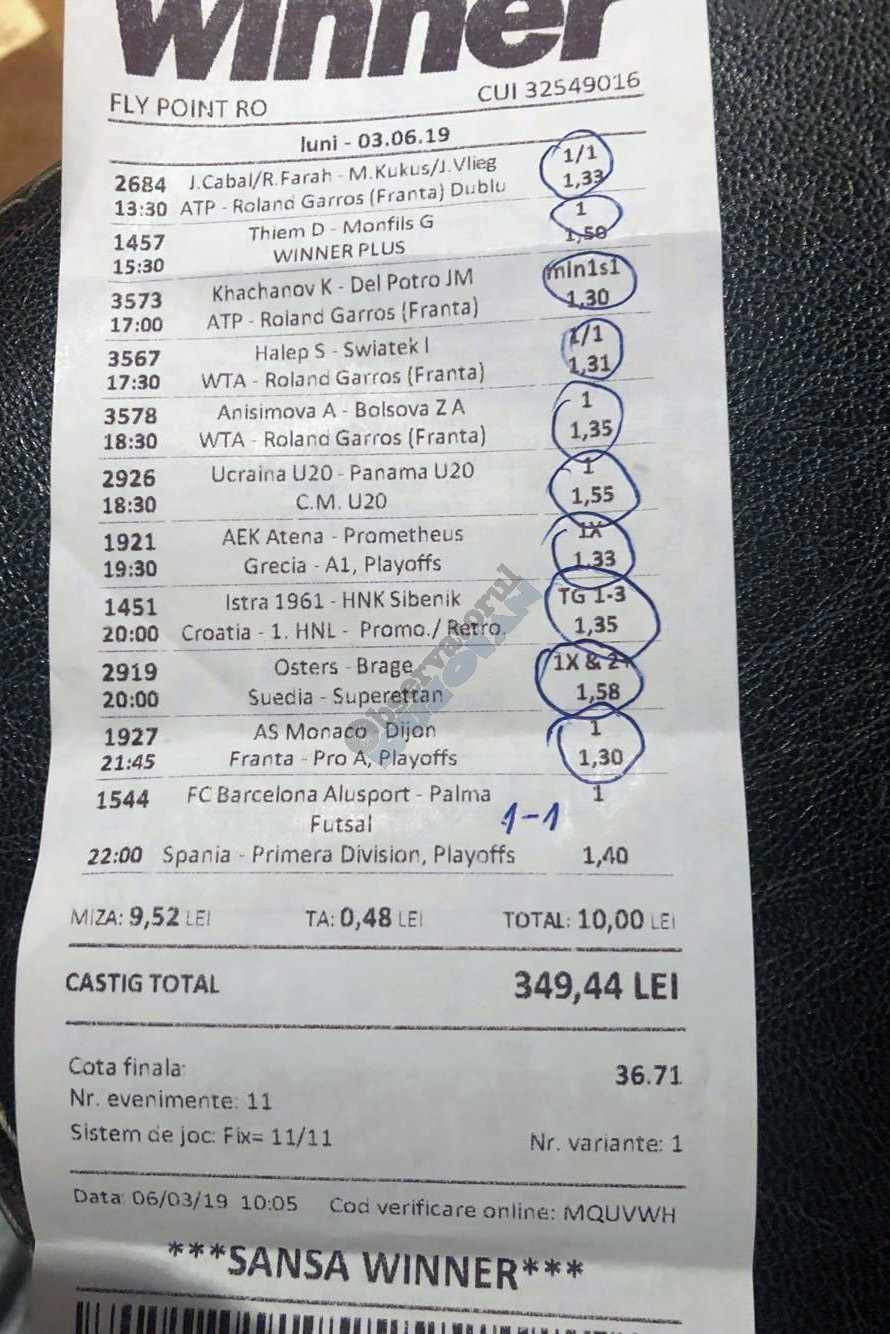 winner
FLY POINT RO CUI 32549016
luni - 03.06.19
2684 J.Cabal/R.Farah - M.Kukus/J.Vlieg 1/1
13:30 ATP - Roland Garros (Franta) Dublu 1,33
1457 Thiem D - Monfils G 1
15:30 WINNER PLUS 1,50
3573 Khachanov K - Del Potro JM min1s1
17:00 ATP - Roland Garros (Franta) 1,30
3567 Halep S - Swiatek I 1/1
17:30 WTA - Roland Garros (Franta) 1,31
3578 Anisimova A - Bolsova Z A 1
18:30 WTA - Roland Garros (Franta) 1,35
2926 Ucraina U20 - Panama U20 1
18:30 C.M. U20 1,55
1921 AEK Atena - Prometheus 1X
19:30 Grecia - A1, Playoffs 1,33
1451 Istra 1961 - HNK Sibenik TG 1-3
20:00 Croatia - 1. HNL - Promo./ Retro. 1,35
2919 Osters - Brage 1X & 2+
20:00 Suedia - Superettan 1,58
1927 AS Monaco - Dijon 1
21:45 Franta - Pro A, Playoffs 1,30
1544 FC Barcelona Alusport - Palma 1
Futsal 1-1
22:00 Spania - Primera Division, Playoffs 1,40
MIZA: 9,52 LEI TA: 0,48 LEI TOTAL: 10,00 LEI
CASTIG TOTAL 349,44 LEI
Cota finala: 36.71
Nr. evenimente: 11
Sistem de joc: Fix= 11/11 Nr. variante: 1
Data: 06/03/19 10:05 Cod verificare online: MQUVWH
***SANSA WINNER***
Observatorul